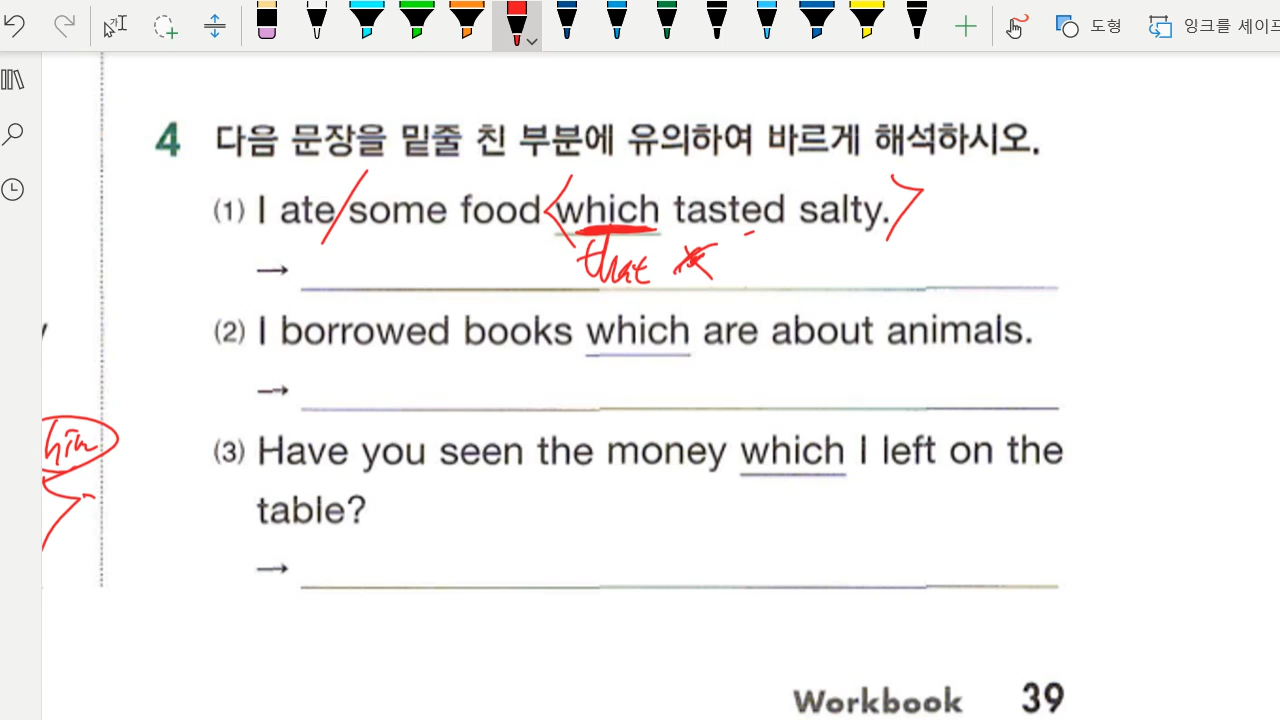 도형
잉크를 셰이프
4 다음 문장을 밑줄 친 부분에 유의하여 바르게 해석하시오.
(1) I ate some food which tasted salty.
that
→
(2) I borrowed books which are about animals.
→
him
(3) Have you seen the money which I left on the
table?
→
Workbook 39